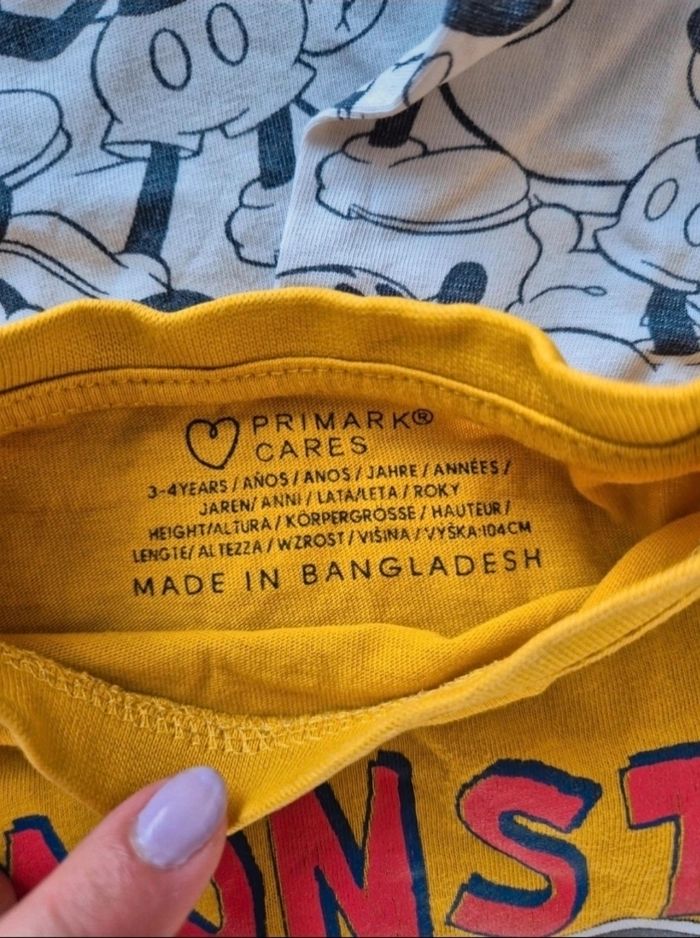 PRIMARK®
CARES
3-4YEARS / AÑOS / ANOS / JAHRE / ANNÉES /
JAREN/ ANNI / LATA/LETA / ROKY
HEIGHT/ALTURA / KÖRPERGRÖSSE / HAUTEUR /
LENGTE/ ALTEZZA / WZROST / VIŠINA / VÝŠKA:104CM
MADE IN BANGLADESH
MONST